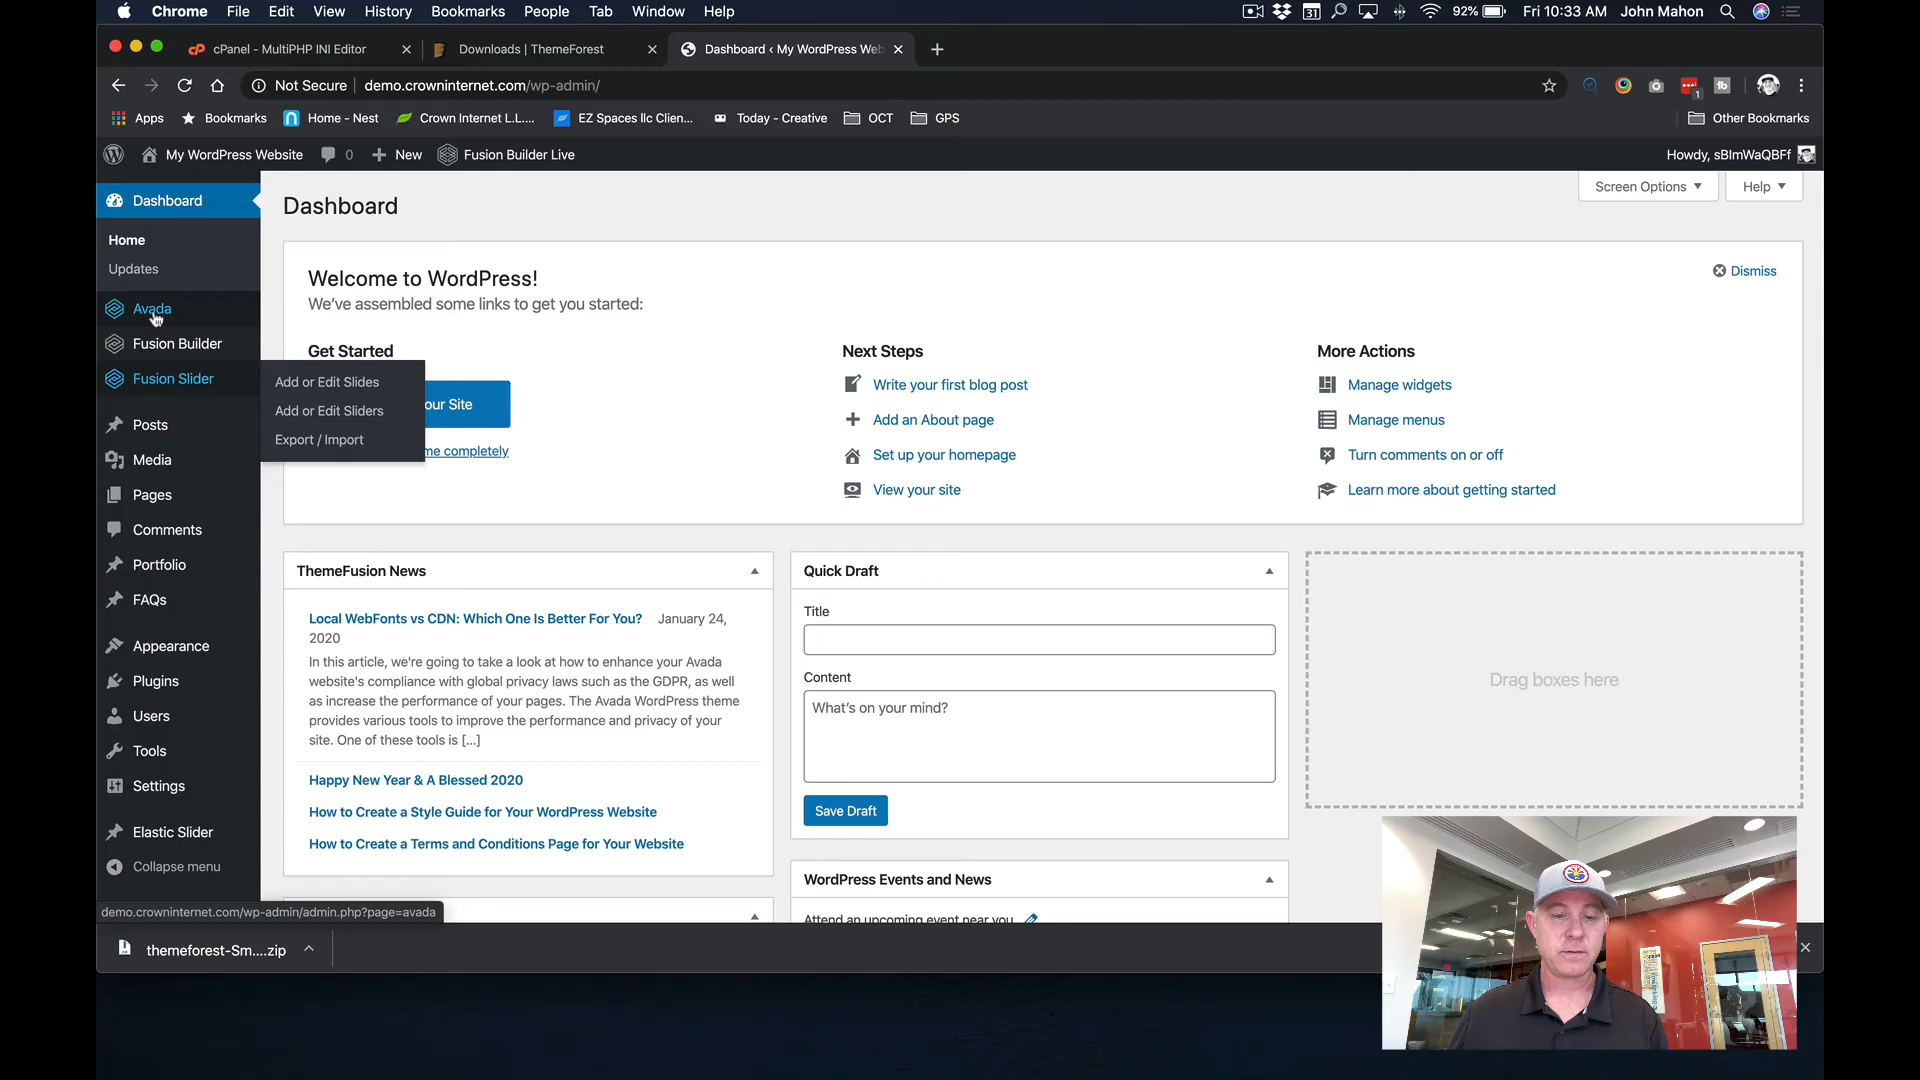 Chrome File Edit View History Bookmarks People Tab Window Help
31 92% Fri 10:33 AM John Mahon
cPanel - MultiPHP INI Editor
Downloads | ThemeForest
Dashboard ‹ My WordPress Web
Not Secure demo.crowninternet.com/wp-admin/
1
Apps Bookmarks Home - Nest Crown Internet L.L.... EZ Spaces llc Clien... Today - Creative OCT GPS Other Bookmarks
My WordPress Website 0 New Fusion Builder Live Howdy, sBlmWaQBFf
Dashboard
Home
Updates
Avada
Fusion Builder
Fusion Slider
Posts
Media
Pages
Comments
Portfolio
FAQs
Appearance
Plugins
Users
Tools
Settings
Elastic Slider
Collapse menu
Add or Edit Slides
Add or Edit Sliders
Export / Import
Screen Options Help
Dashboard
Welcome to WordPress!
We've assembled some links to get you started:
Dismiss
Get Started
our Site
me completely
Next Steps
Write your first blog post
Add an About page
Set up your homepage
View your site
More Actions
Manage widgets
Manage menus
Turn comments on or off
Learn more about getting started
ThemeFusion News
Local WebFonts vs CDN: Which One Is Better For You? January 24,
2020
In this article, we're going to take a look at how to enhance your Avada
website's compliance with global privacy laws such as the GDPR, as well
as increase the performance of your pages. The Avada WordPress theme
provides various tools to improve the performance and privacy of your
site. One of these tools is [...]
Happy New Year & A Blessed 2020
How to Create a Style Guide for Your WordPress Website
How to Create a Terms and Conditions Page for Your Website
Quick Draft
Title
Content
What's on your mind?
Save Draft
WordPress Events and News
Attend an upcoming event near you
Drag boxes here
demo.crowninternet.com/wp-admin/admin.php?page=avada
themeforest-Sm....zip